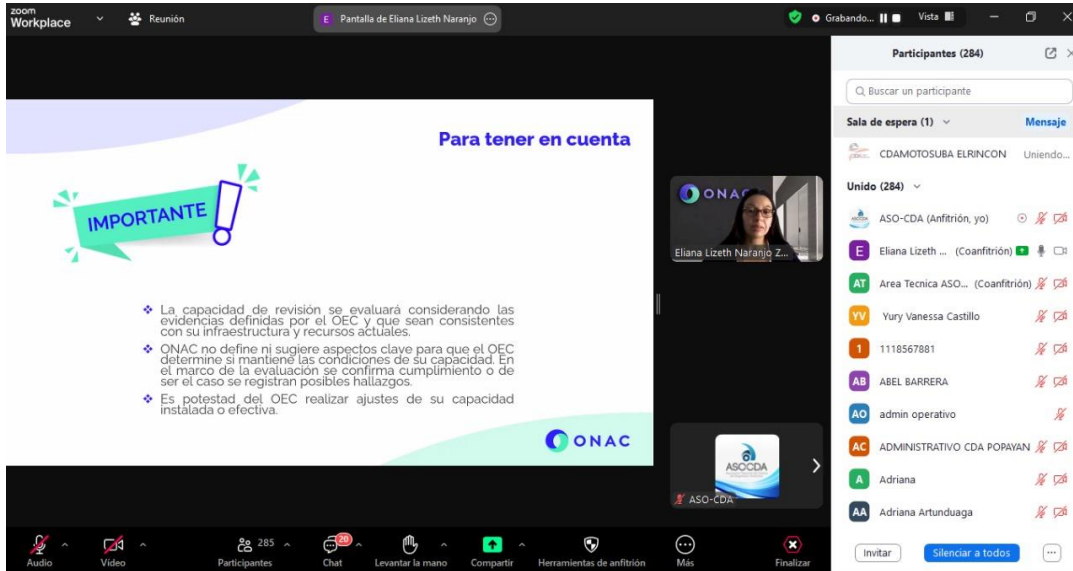 zoom
Workplace
Reunión
E Pantalla de Eliana Lizeth Naranjo
Grabando...
Vista
Para tener en cuenta
IMPORTANTE
❖ La capacidad de revisión se evaluará considerando las
evidencias definidas por el OEC y que sean consistentes
con su infraestructura y recursos actuales.
❖ ONAC no define ni sugiere aspectos clave para que el OEC
determine si mantiene las condiciones de su capacidad. En
el marco de la evaluación se confirma cumplimiento o de
ser el caso se registran posibles hallazgos.
❖ Es potestad del OEC realizar ajustes de su capacidad
instalada o efectiva.
ONAC
ONAC
Eliana Lizeth Naranjo Z...
ASOCDA
ASO-CDA
Participantes (284)
Buscar un participante
Sala de espera (1)
Mensaje
CDAMOTOSUBA ELRINCON
Uniendo...
Unido (284)
ASO-CDA (Anfitrión, yo)
E Eliana Lizeth ... (Coanfitrión)
AT Area Tecnica ASO... (Coanfitrión)
YV Yury Vanessa Castillo
1 1118567881
AB ABEL BARRERA
AO admin operativo
AC ADMINISTRATIVO CDA POPAYAN
A Adriana
AA Adriana Artunduaga
Invitar
Silenciar a todos
Audio
Video
285
Participantes
20
Chat
Levantar la mano
Compartir
Herramientas de anfitrión
Más
Finalizar